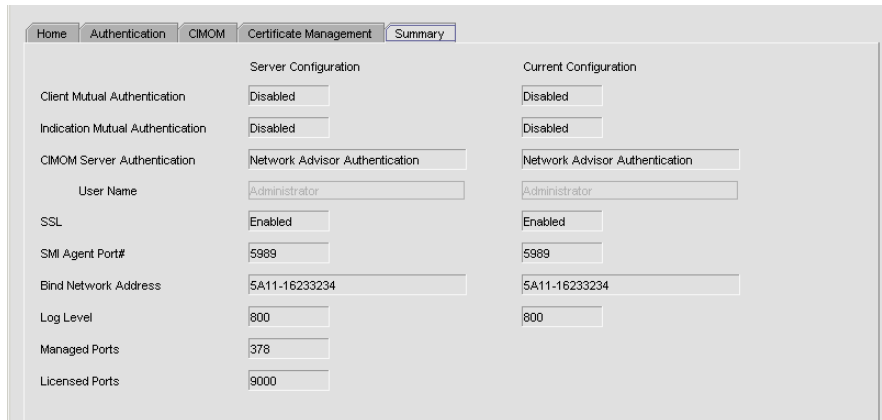 Home Authentication CIMOM Certificate Management Summary
Server Configuration Current Configuration
Client Mutual Authentication Disabled Disabled
Indication Mutual Authentication Disabled Disabled
CIMOM Server Authentication Network Advisor Authentication Network Advisor Authentication
User Name Administrator Administrator
SSL Enabled Enabled
SMI Agent Port# 5989 5989
Bind Network Address 5A11-16233234 5A11-16233234
Log Level 800 800
Managed Ports 378
Licensed Ports 9000